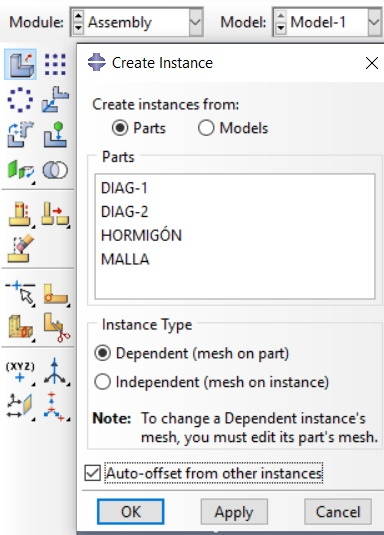 Module: Assembly Model: Model-1
Create Instance
Create instances from:
Parts Models
Parts
DIAG-1
DIAG-2
HORMIGÓN
MALLA
Instance Type
Dependent (mesh on part)
Independent (mesh on instance)
Note: To change a Dependent instance's
mesh, you must edit its part's mesh.
Auto-offset from other instances
OK Apply Cancel
(XYZ)